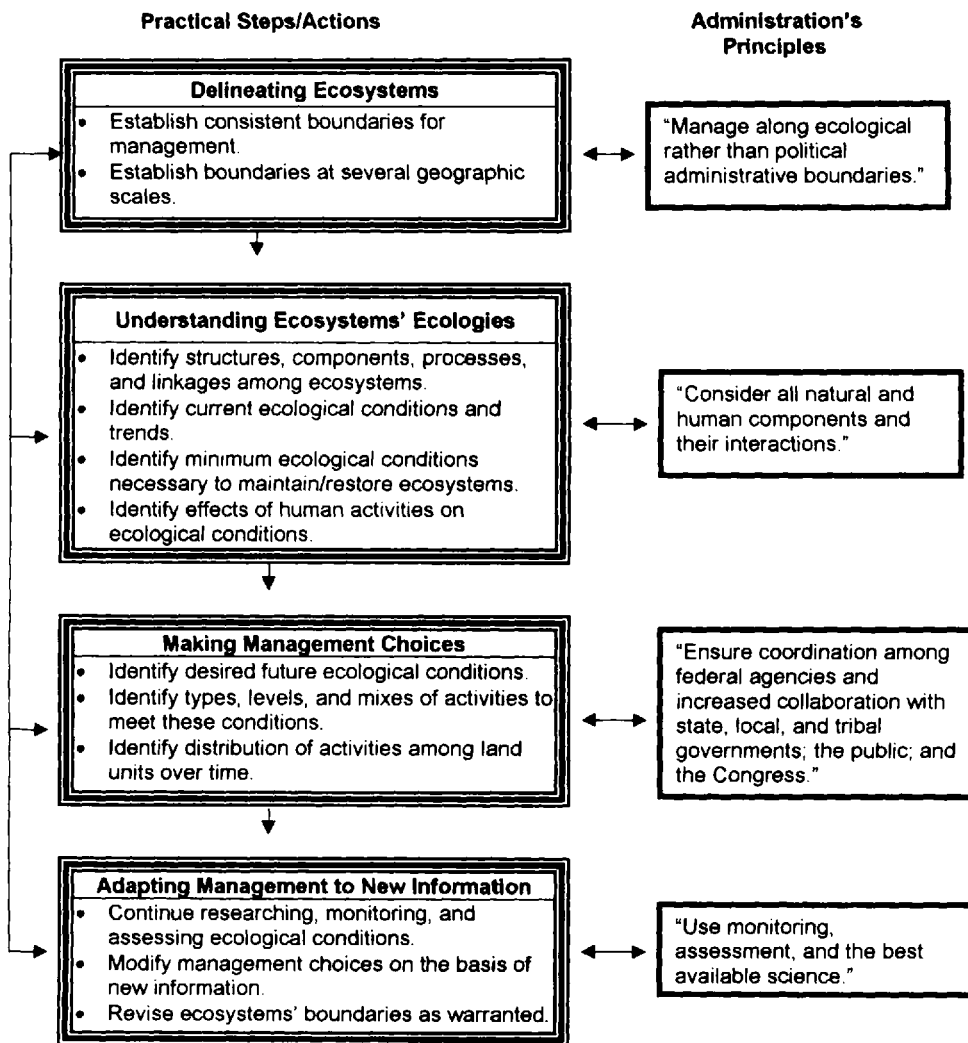 Practical Steps/Actions
Administration's
Principles
Delineating Ecosystems
• Establish consistent boundaries for
management.
• Establish boundaries at several geographic
scales.
"Manage along ecological
rather than political
administrative boundaries."
Understanding Ecosystems' Ecologies
• Identify structures, components, processes,
and linkages among ecosystems.
• Identify current ecological conditions and
trends.
• Identify minimum ecological conditions
necessary to maintain/restore ecosystems.
• Identify effects of human activities on
ecological conditions.
"Consider all natural and
human components and
their interactions."
Making Management Choices
• Identify desired future ecological conditions.
• Identify types, levels, and mixes of activities to
meet these conditions.
• Identify distribution of activities among land
units over time.
"Ensure coordination among
federal agencies and
increased collaboration with
state, local, and tribal
governments; the public; and
the Congress."
Adapting Management to New Information
• Continue researching, monitoring, and
assessing ecological conditions.
• Modify management choices on the basis of
new information.
• Revise ecosystems' boundaries as warranted.
"Use monitoring,
assessment, and the best
available science."